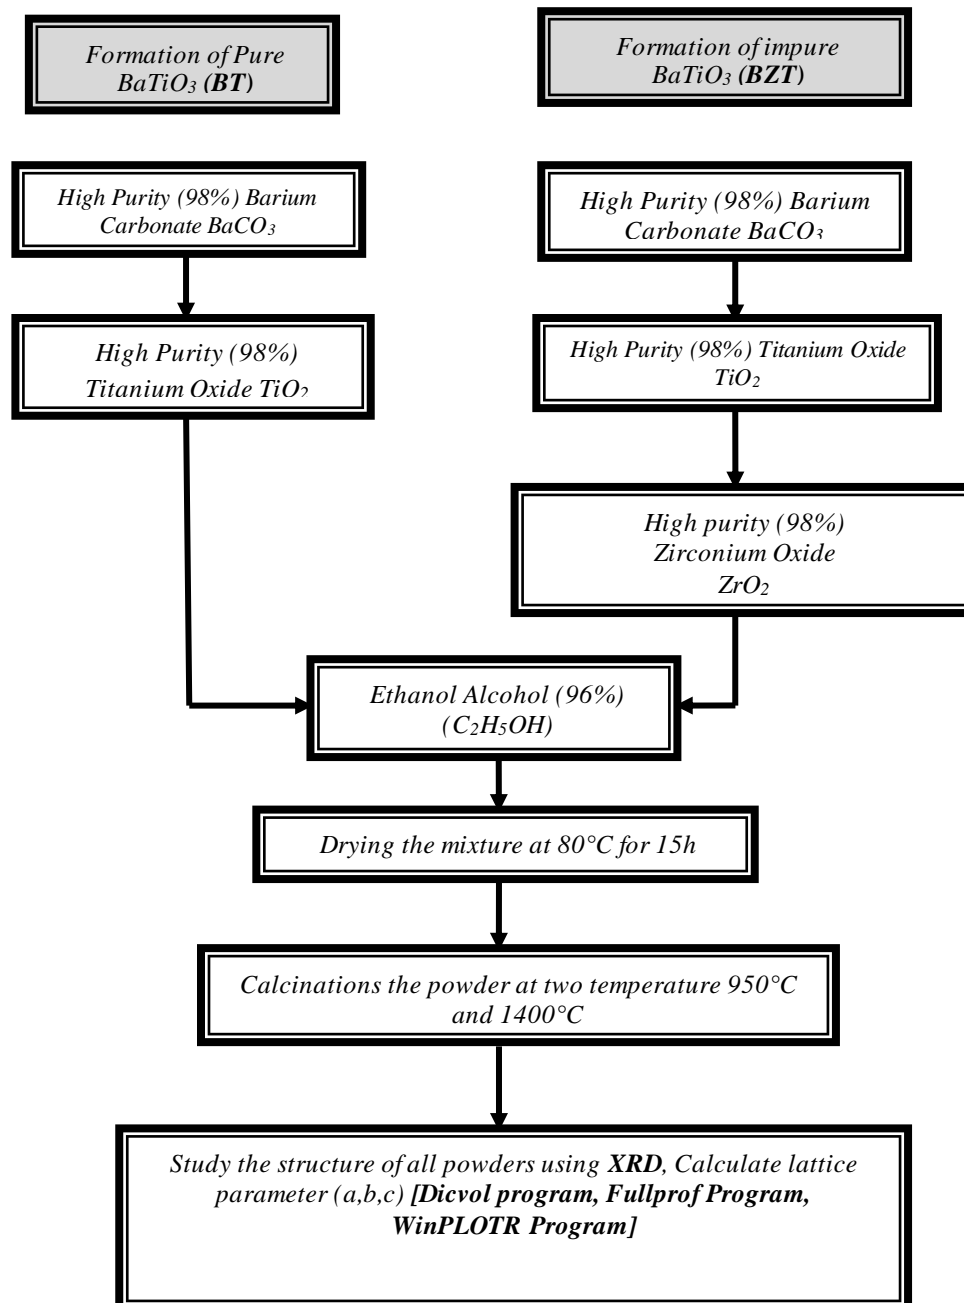 Formation of Pure
BaTiO₃ (BT)
Formation of impure
BaTiO₃ (BZT)
High Purity (98%) Barium
Carbonate BaCO₃
High Purity (98%) Barium
Carbonate BaCO₃
High Purity (98%)
Titanium Oxide TiO₂
High Purity (98%) Titanium Oxide
TiO₂
High purity (98%)
Zirconium Oxide
ZrO₂
Ethanol Alcohol (96%)
(C₂H₅OH)
Drying the mixture at 80°C for 15h
Calcinations the powder at two temperature 950°C
and 1400°C
Study the structure of all powders using XRD, Calculate lattice
parameter (a,b,c) [Dicvol program, Fullprof Program,
WinPLOTR Program]